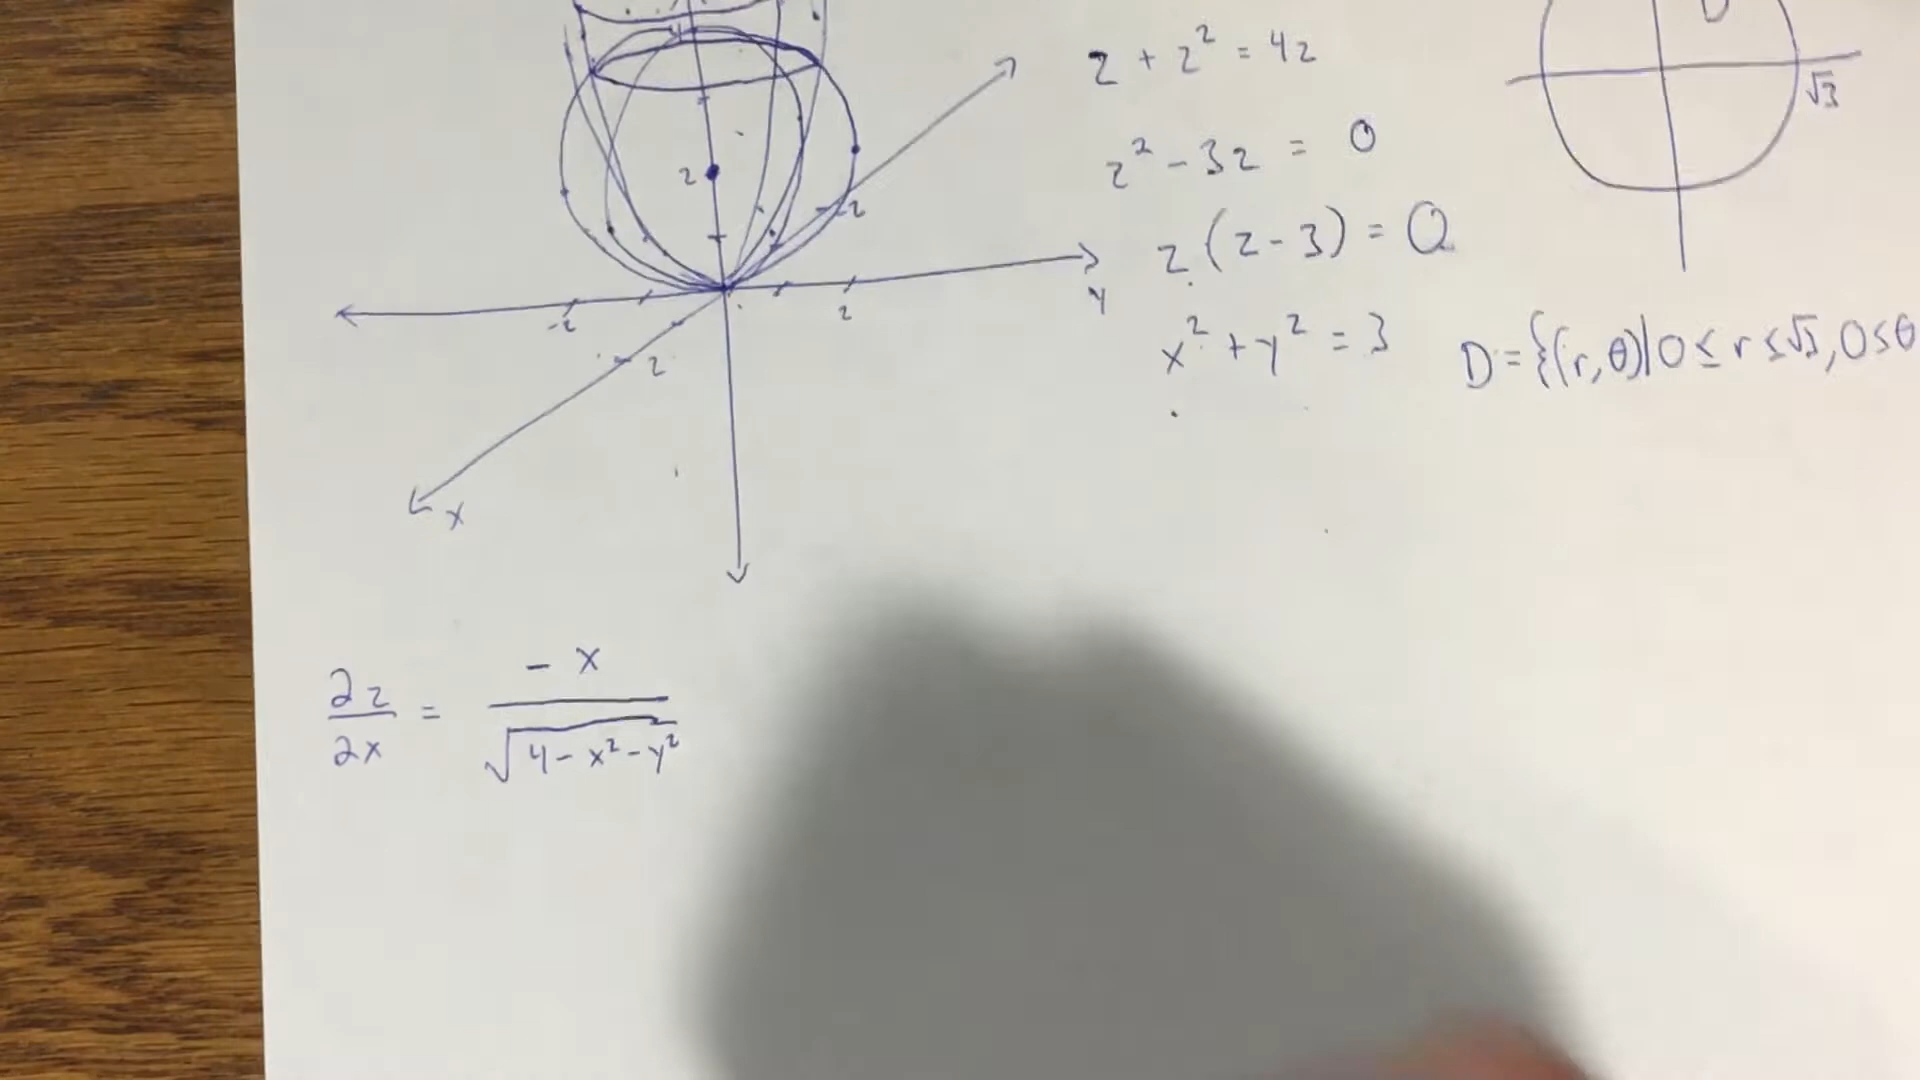 z + z² = 4z
z² - 3z = 0
z(z - 3) = 0
x² + y² = 3
√3
D = {(r, θ)|0 ≤ r ≤ √3, 0 ≤ θ
2
-2
-2
2
y
2
x
∂z/∂x = -x/√(4 - x² - y²)